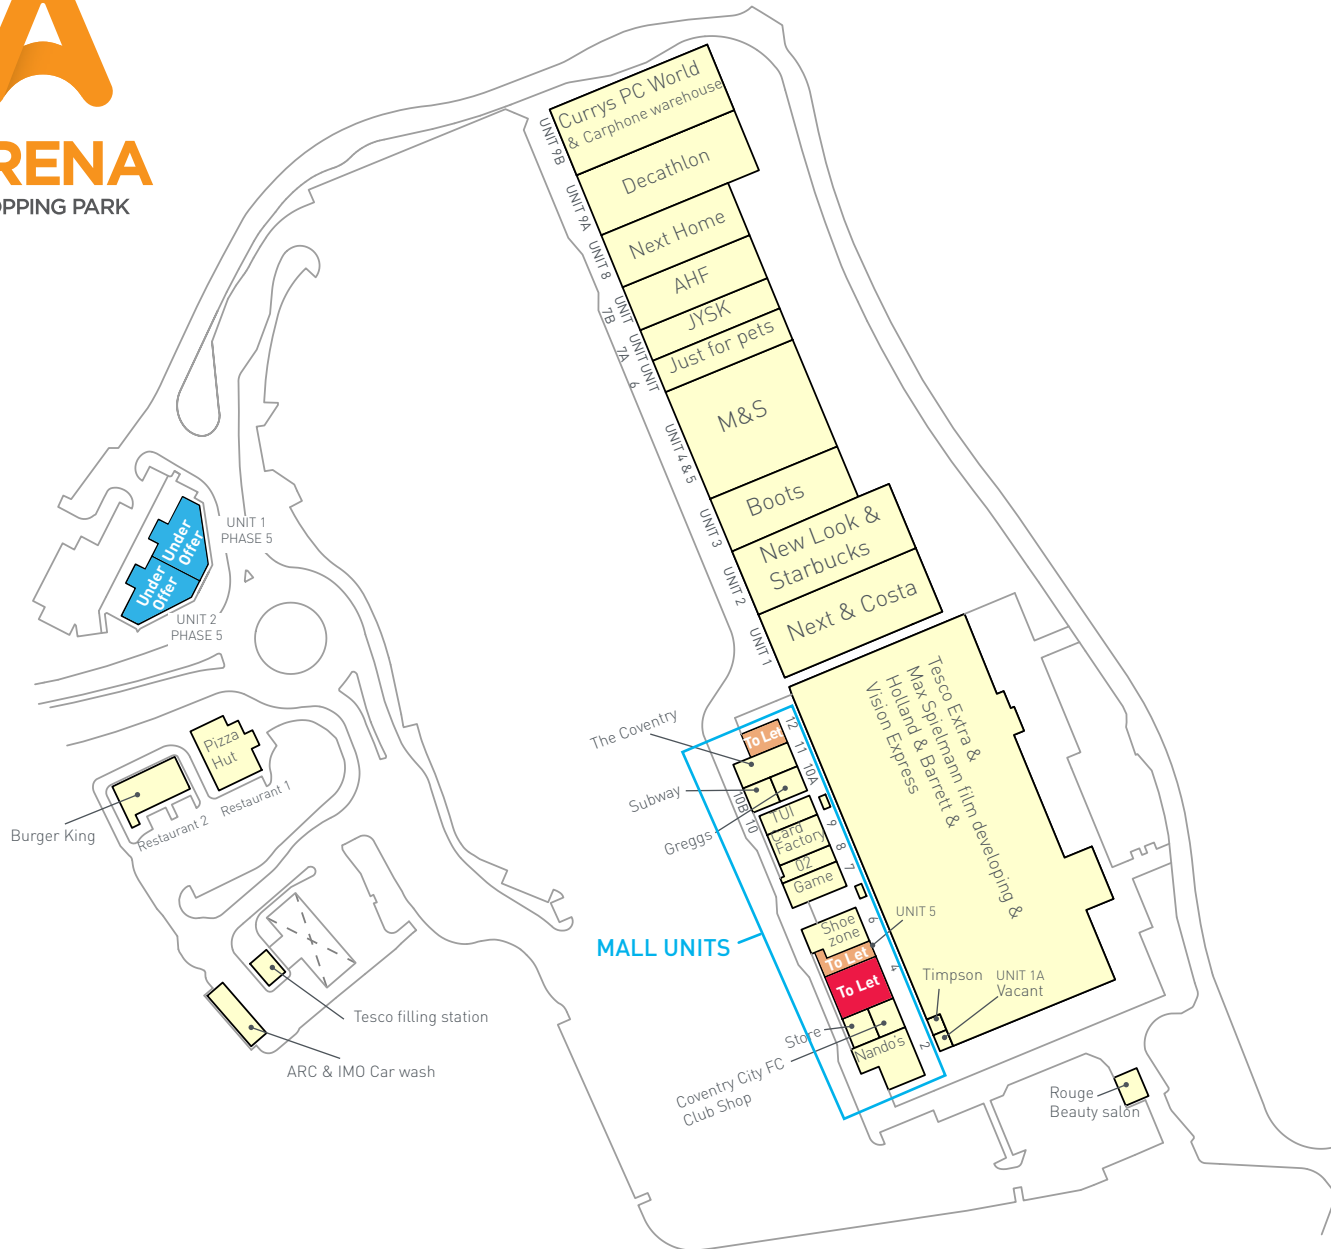 RENA
OPPING PARK
Currys PC World
& Carphone warehouse
UNIT 9B
Decathlon
UNIT 9A
Next Home
UNIT 8
AHF
UNIT
7B
JYSK
UNIT
7A
Just for pets
UNIT
6
M&S
UNIT 4 & 5
Boots
UNIT 3
New Look &
Starbucks
UNIT 2
Next & Costa
UNIT 1
Under
Offer
UNIT 1
PHASE 5
Under
Offer
UNIT 2
PHASE 5
Tesco Extra &
Max Spielmann film developing &
Holland & Barrett &
Vision Express
Pizza
Hut
Restaurant 1
Burger King
Restaurant 2
The Coventry
To Let
12
11
10A
Subway
10B
10
Greggs
TUI
9
Card
Factory
8
02
7
Game
MALL UNITS
Shoe
zone
6
UNIT 5
To Let
4
To Let
Timpson
UNIT 1A
Vacant
Store
Coventry City FC
Club Shop
Nando's
2
Tesco filling station
ARC & IMO Car wash
Rouge
Beauty salon